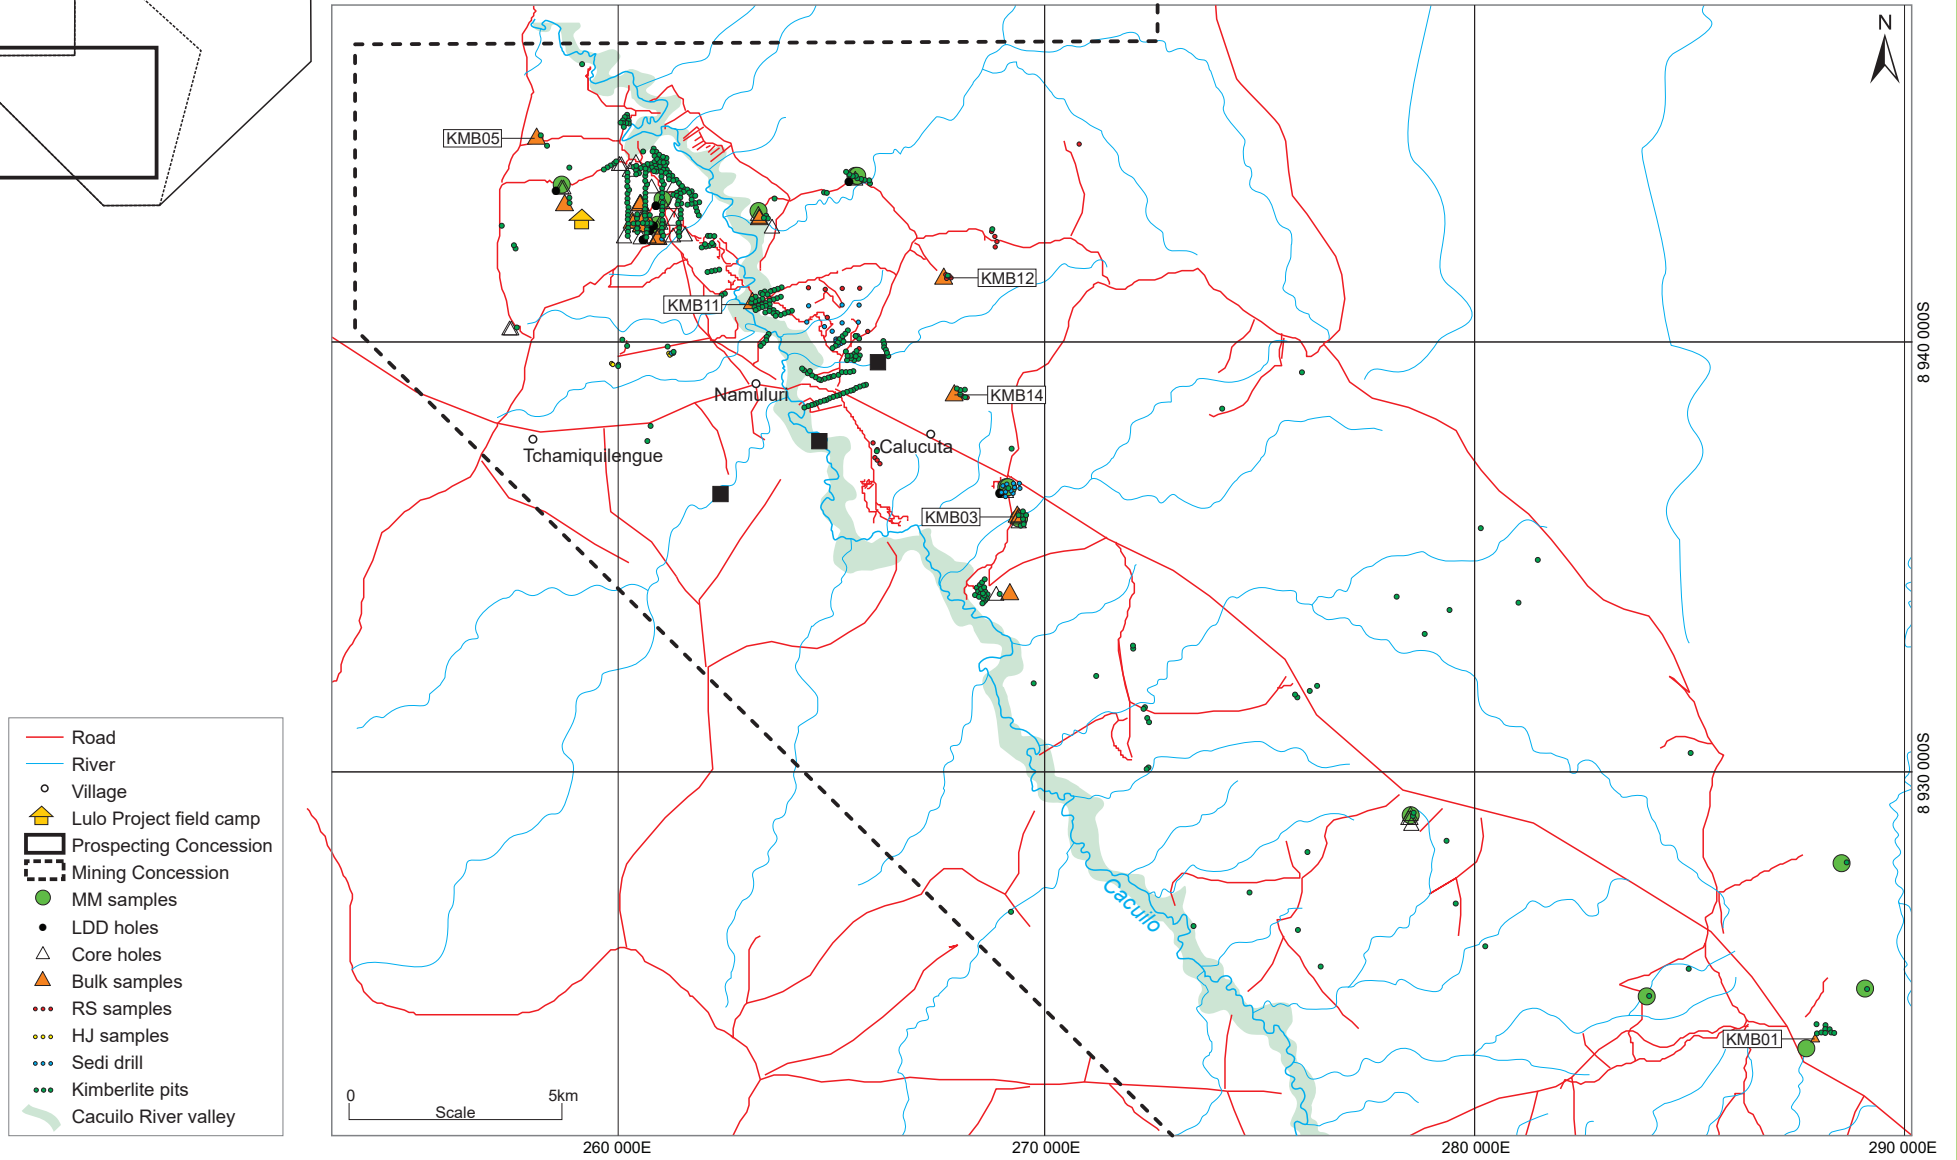 N
KMB05
KMB12
KMB11
8 940 000S
Namuluri
KMB14
Tchamiquilengue
Calucuta
KMB03
Road
River
Village
Lulo Project field camp
Prospecting Concession
Mining Concession
MM samples
LDD holes
Core holes
Bulk samples
RS samples
HJ samples
Sedi drill
Kimberlite pits
Cacuilo River valley
8 930 000S
Cacuilo
KMB01
0 5km
Scale
260 000E 270 000E 280 000E 290 000E